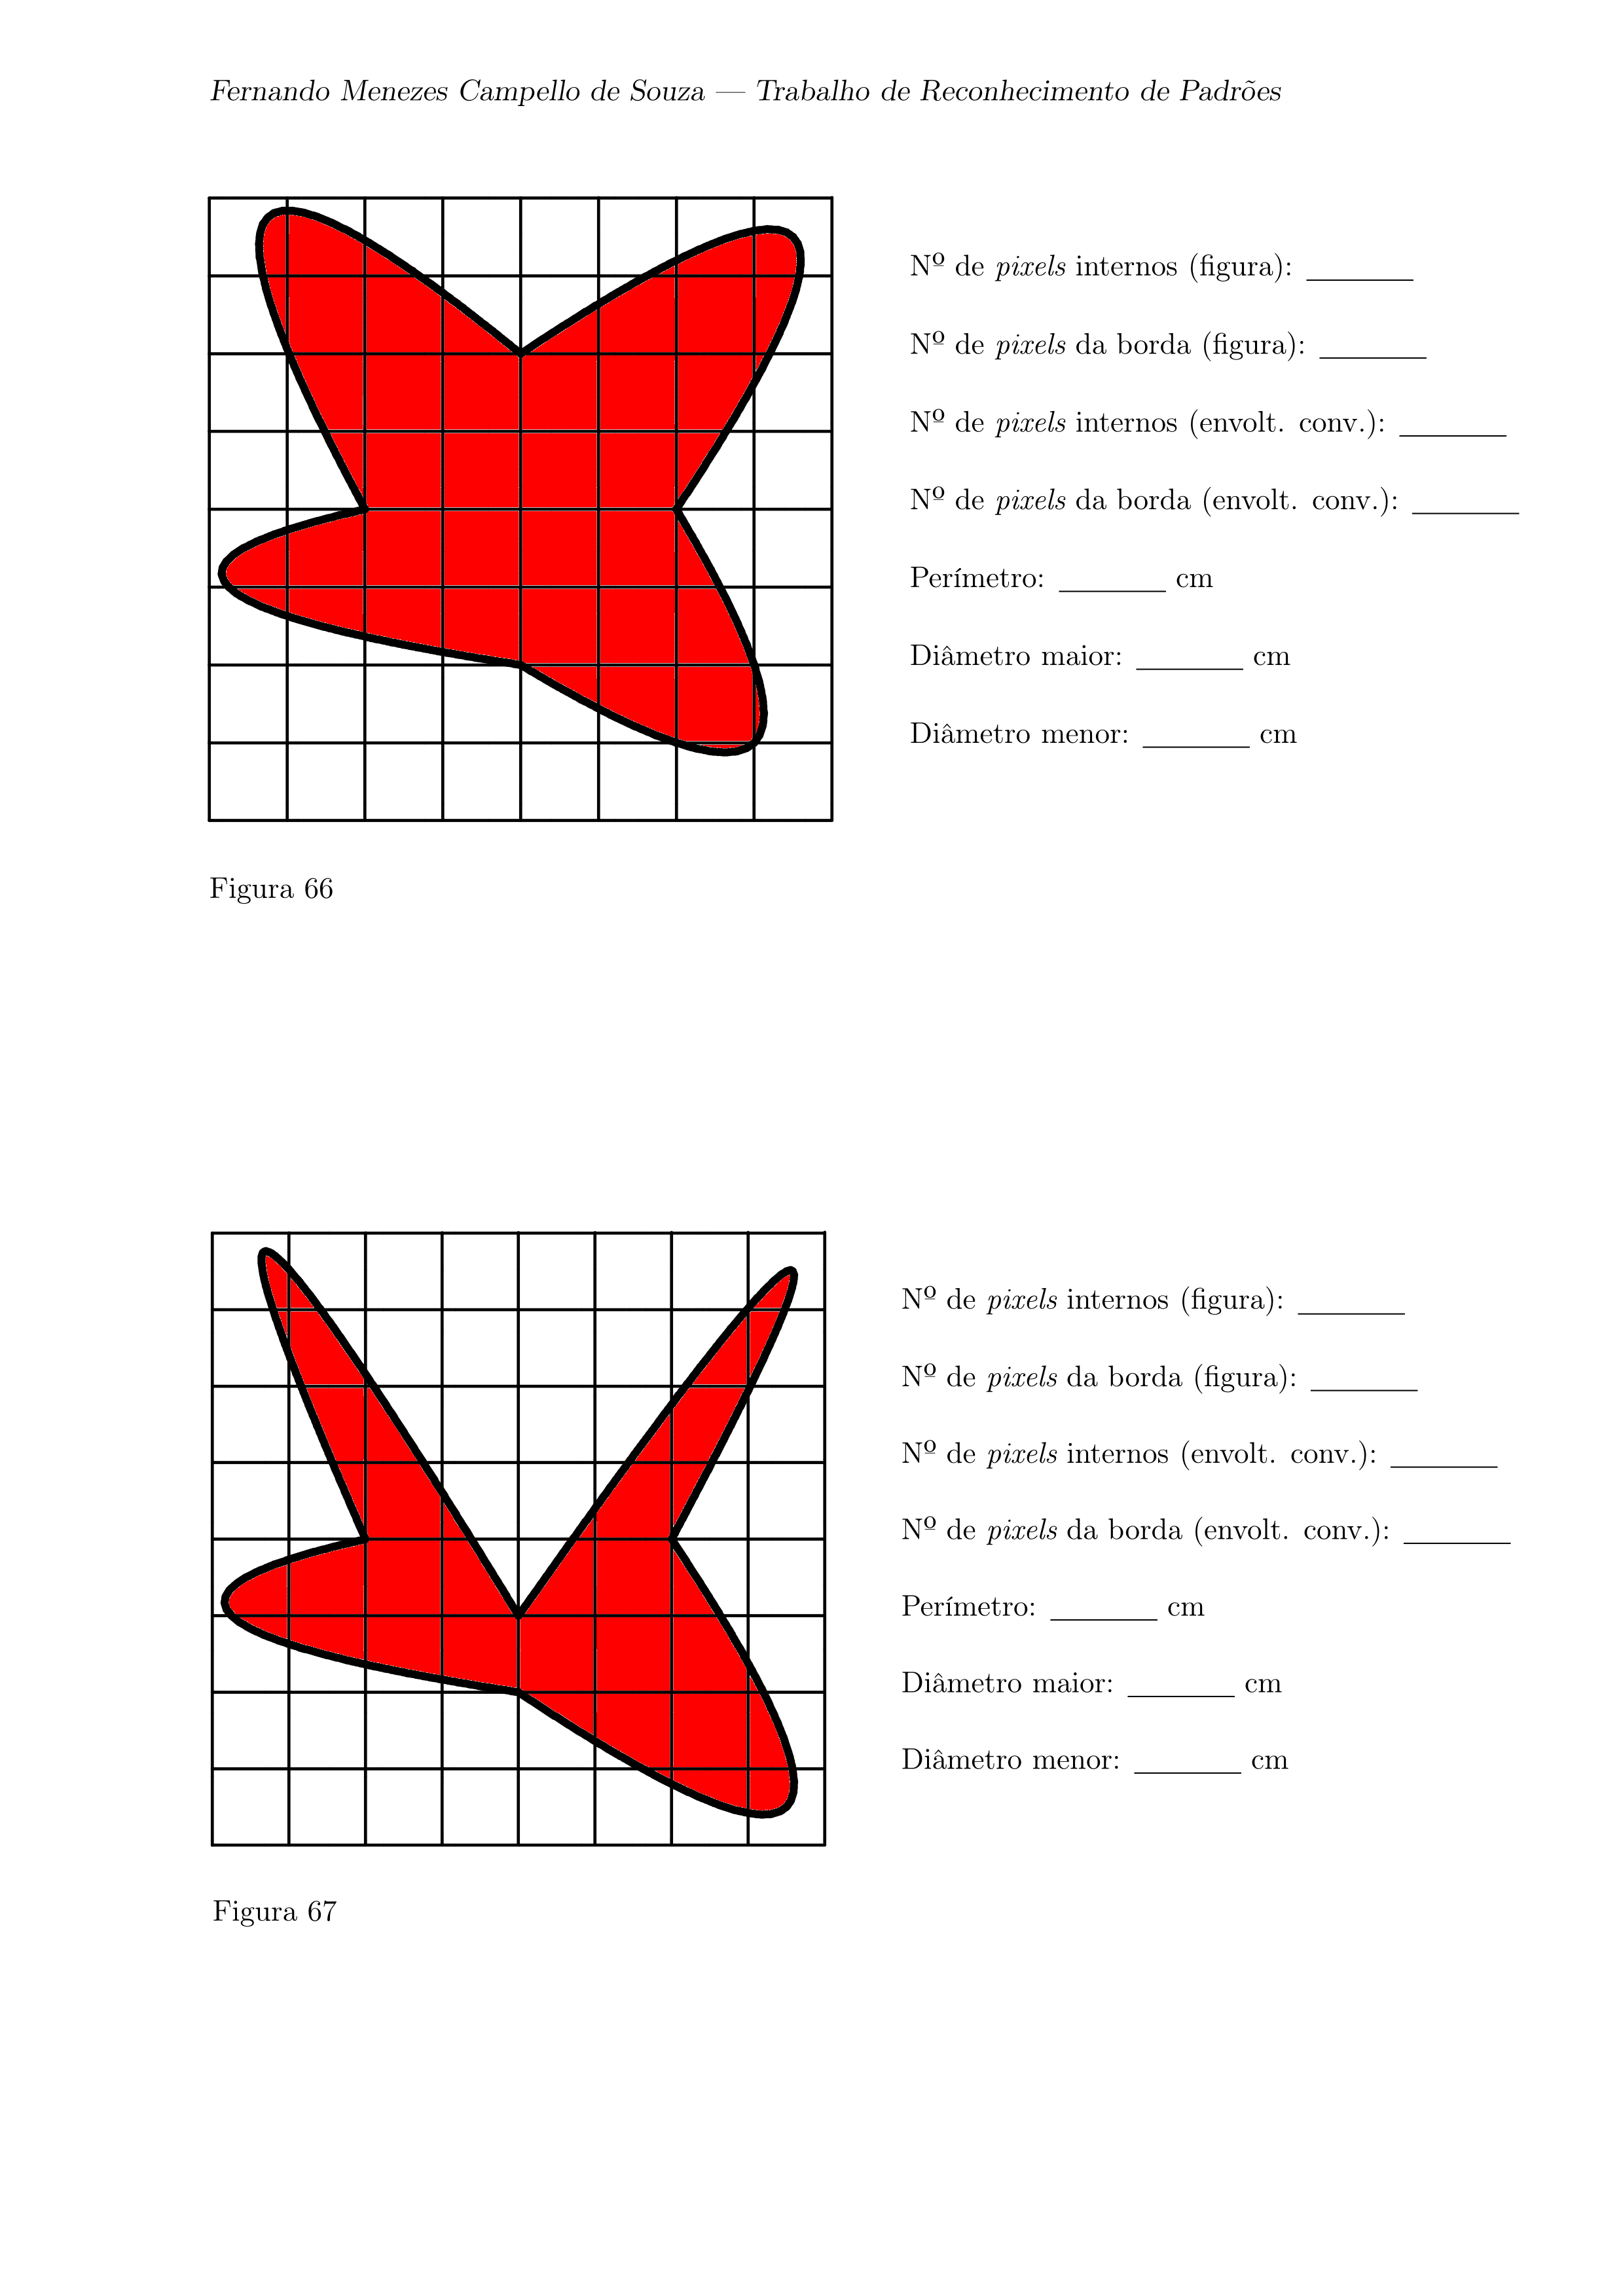 Fernando Menezes Campello de Souza — Trabalho de Reconhecimento de Padrões
Nº de pixels internos (figura): _______
Nº de pixels da borda (figura): _______
Nº de pixels internos (envolt. conv.): _______
Nº de pixels da borda (envolt. conv.): _______
Perímetro: _______ cm
Diâmetro maior: _______ cm
Diâmetro menor: _______ cm
Figura 66
Nº de pixels internos (figura): _______
Nº de pixels da borda (figura): _______
Nº de pixels internos (envolt. conv.): _______
Nº de pixels da borda (envolt. conv.): _______
Perímetro: _______ cm
Diâmetro maior: _______ cm
Diâmetro menor: _______ cm
Figura 67